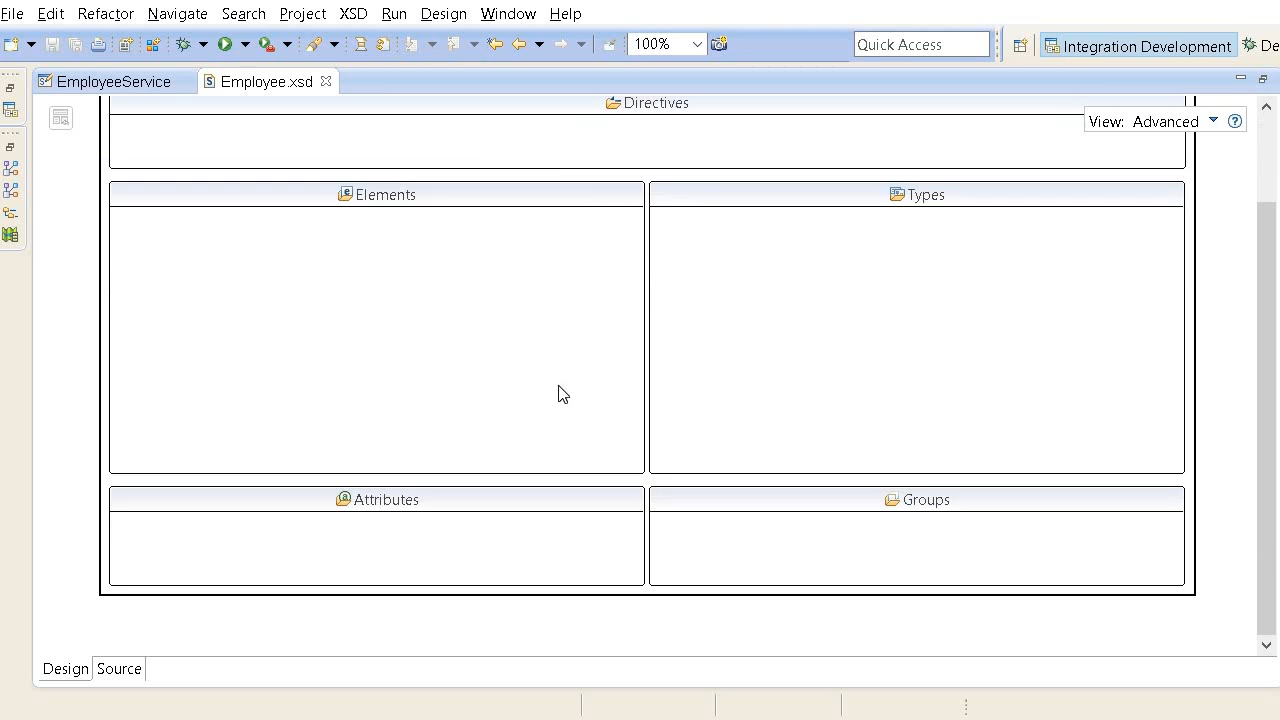 File Edit Refactor Navigate Search Project XSD Run Design Window Help
100% Quick Access Integration Development De
EmployeeService Employee.xsd
Directives
View: Advanced
Elements Types
Attributes Groups
Design Source